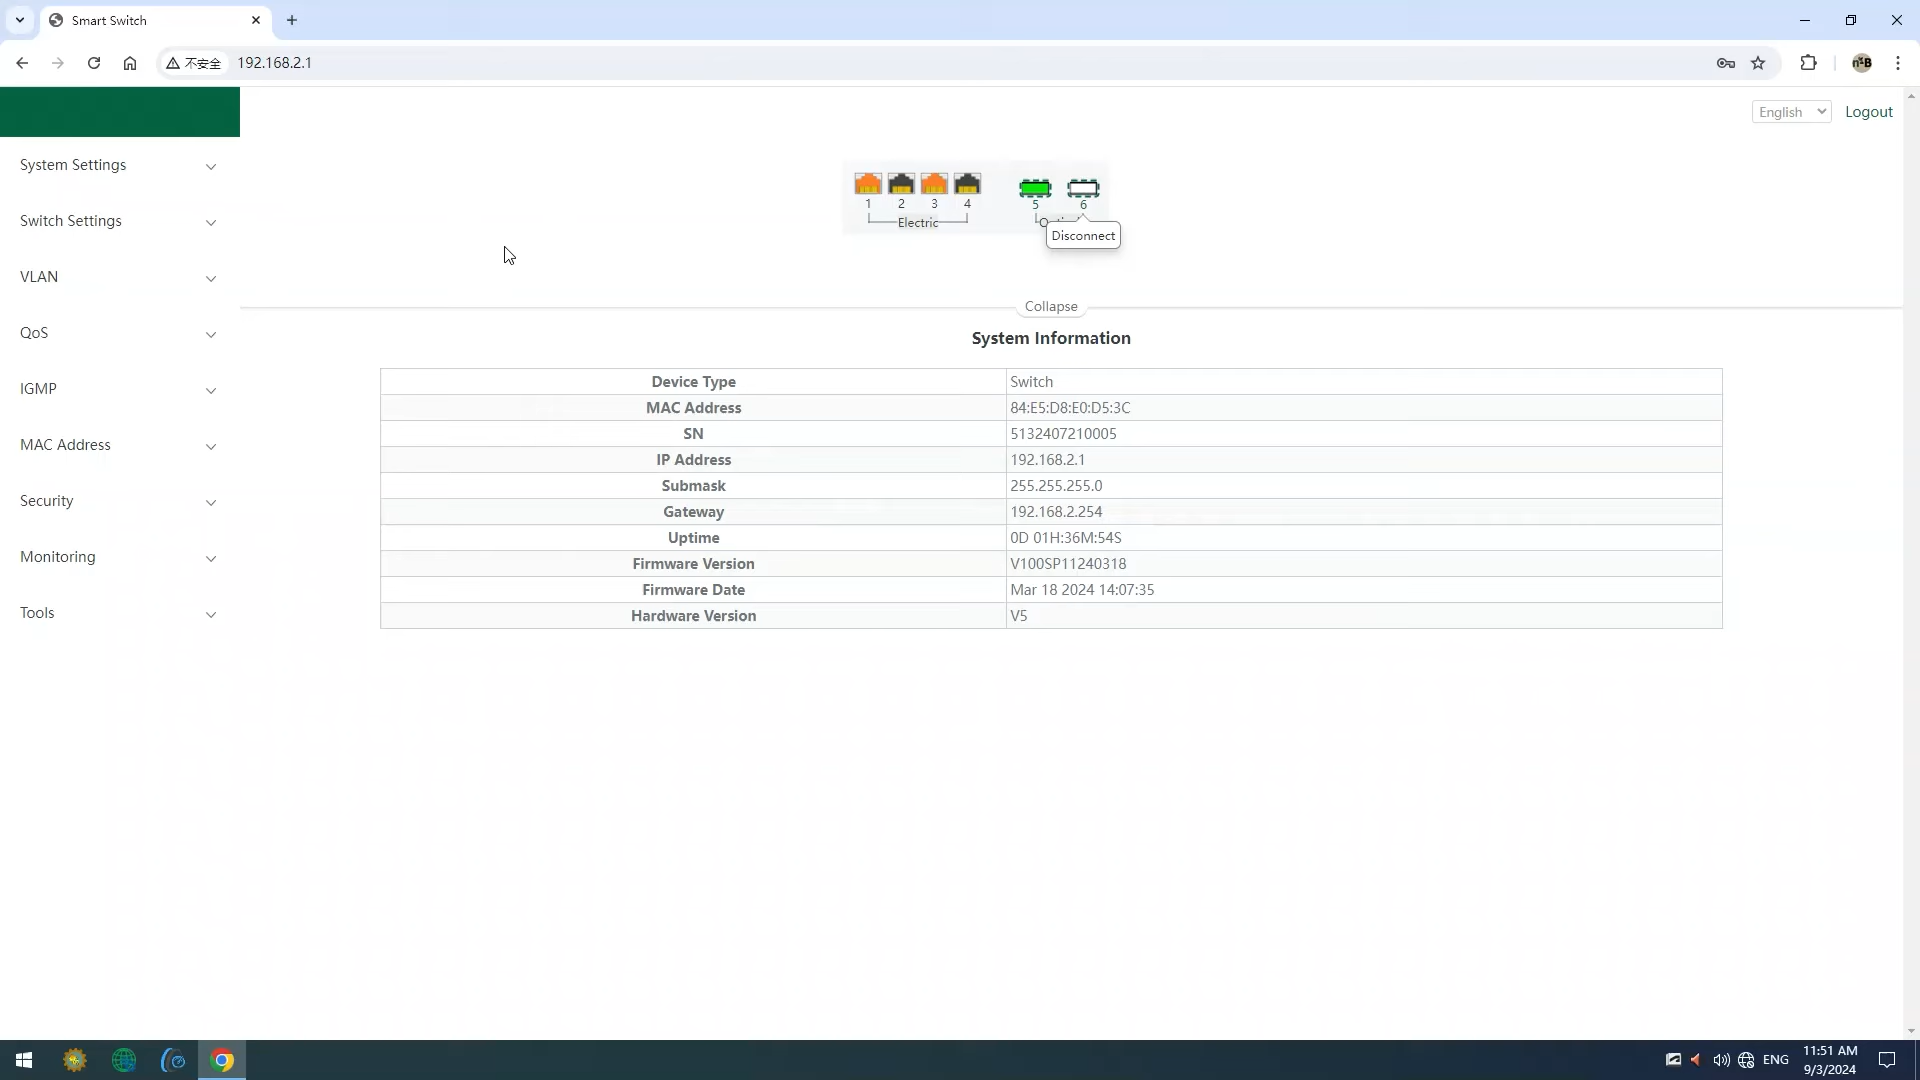 Smart Switch
不安全 192.168.2.1
English Logout
System Settings
Switch Settings
VLAN
QoS
IGMP
MAC Address
Security
Monitoring
Tools
1 2 3 4 5 6
Electric
Disconnect
Collapse
System Information
Device Type Switch
MAC Address 84:E5:D8:E0:D5:3C
SN 5132407210005
IP Address 192.168.2.1
Submask 255.255.255.0
Gateway 192.168.2.254
Uptime 0D 01H:36M:54S
Firmware Version V100SP11240318
Firmware Date Mar 18 2024 14:07:35
Hardware Version V5
ENG 11:51 AM
9/3/2024